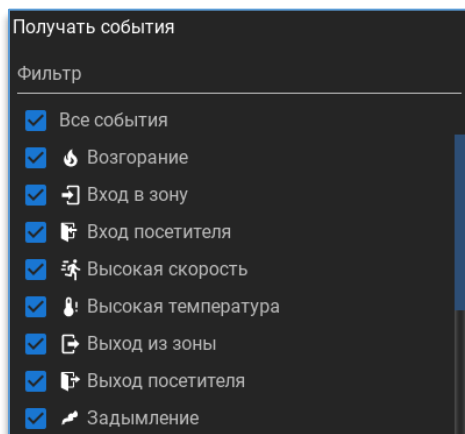 Получать события
Фильтр
Все события
Возгорание
Вход в зону
Вход посетителя
Высокая скорость
Высокая температура
Выход из зоны
Выход посетителя
Задымление